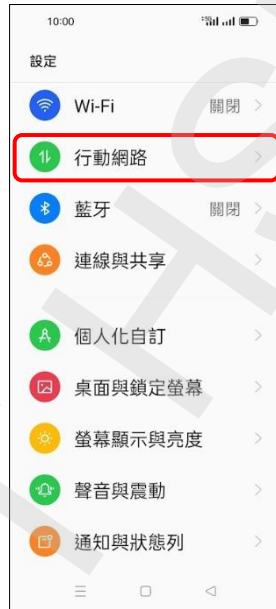 10:00
設定
Wi-Fi 關閉
行動網路
藍牙 關閉
連線與共享
個人化自訂
桌面與鎖定螢幕
螢幕顯示與亮度
聲音與震動
通知與狀態列